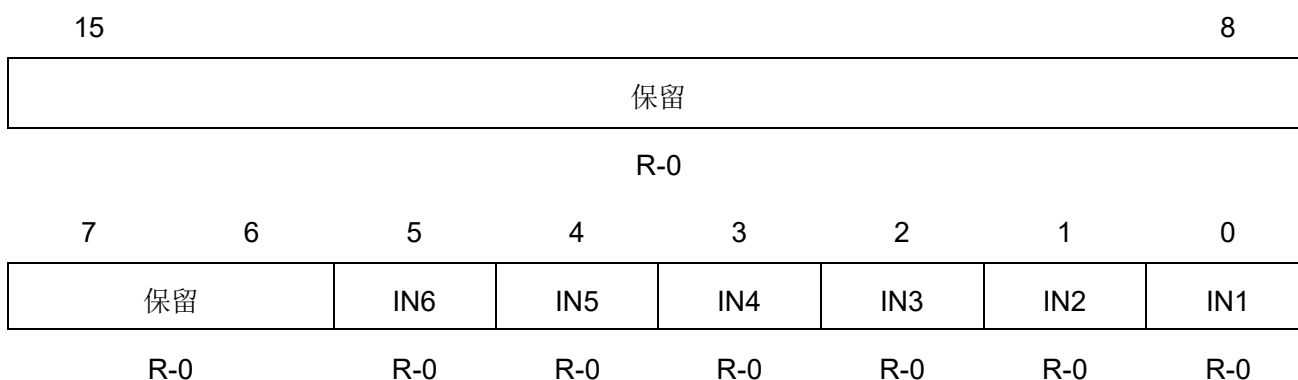 15 8
保留
R-0
7 6 5 4 3 2 1 0
保留 IN6 IN5 IN4 IN3 IN2 IN1
R-0 R-0 R-0 R-0 R-0 R-0 R-0